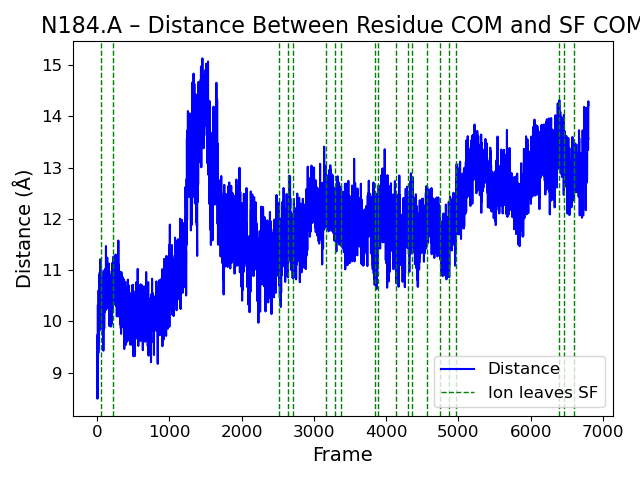 N184.A – Distance Between Residue COM and SF COM
Distance (Å)
15
14
13
12
11
10
9
Distance
Ion leaves SF
0 1000 2000 3000 4000 5000 6000 7000
Frame